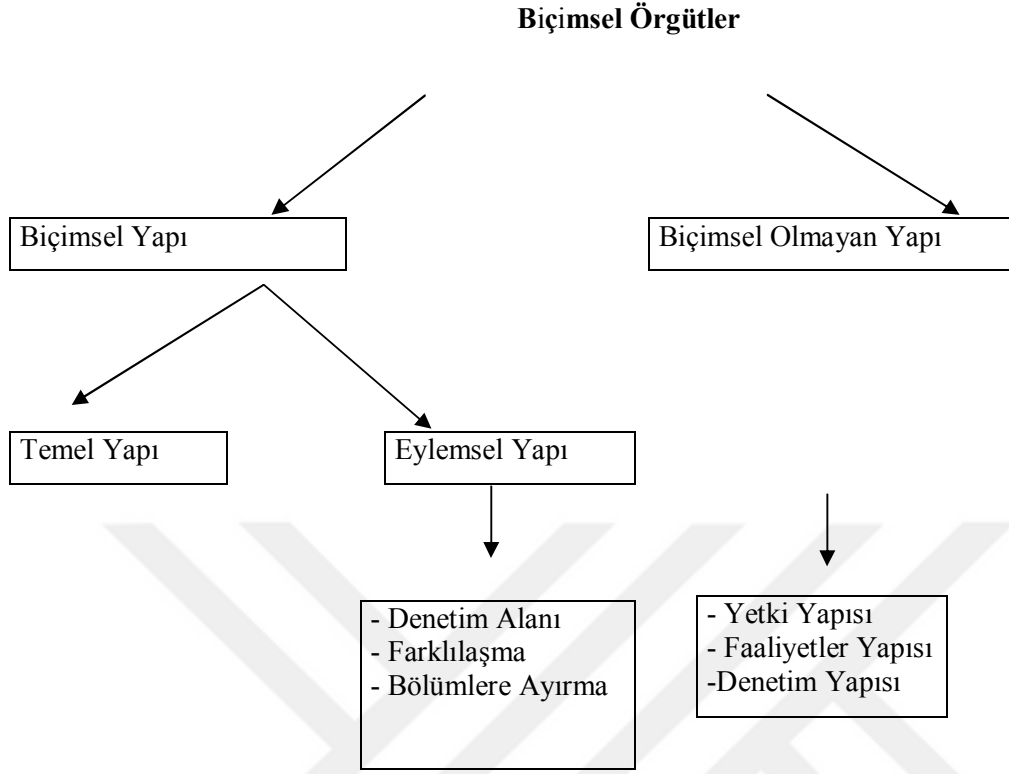 Biçimsel Örgütler
Biçimsel Yapı
Biçimsel Olmayan Yapı
Temel Yapı
Eylemsel Yapı
- Denetim Alanı
- Farklılaşma
- Bölümlere Ayırma
- Yetki Yapısı
- Faaliyetler Yapısı
-Denetim Yapısı